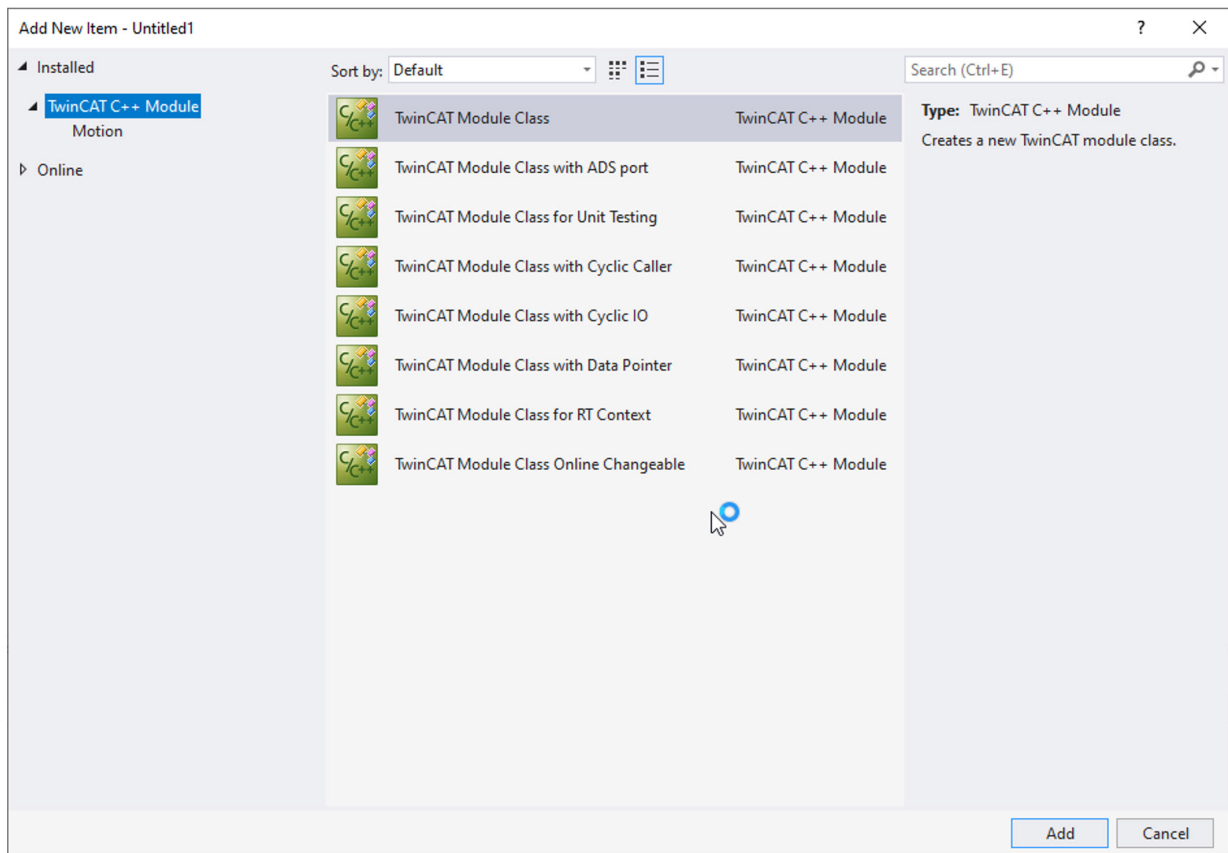 Add New Item - Untitled1
?
Installed
TwinCAT C++ Module
Motion
Online
Sort by: Default
Search (Ctrl+E)
TwinCAT Module Class TwinCAT C++ Module
TwinCAT Module Class with ADS port TwinCAT C++ Module
TwinCAT Module Class for Unit Testing TwinCAT C++ Module
TwinCAT Module Class with Cyclic Caller TwinCAT C++ Module
TwinCAT Module Class with Cyclic IO TwinCAT C++ Module
TwinCAT Module Class with Data Pointer TwinCAT C++ Module
TwinCAT Module Class for RT Context TwinCAT C++ Module
TwinCAT Module Class Online Changeable TwinCAT C++ Module
Type: TwinCAT C++ Module
Creates a new TwinCAT module class.
Add
Cancel